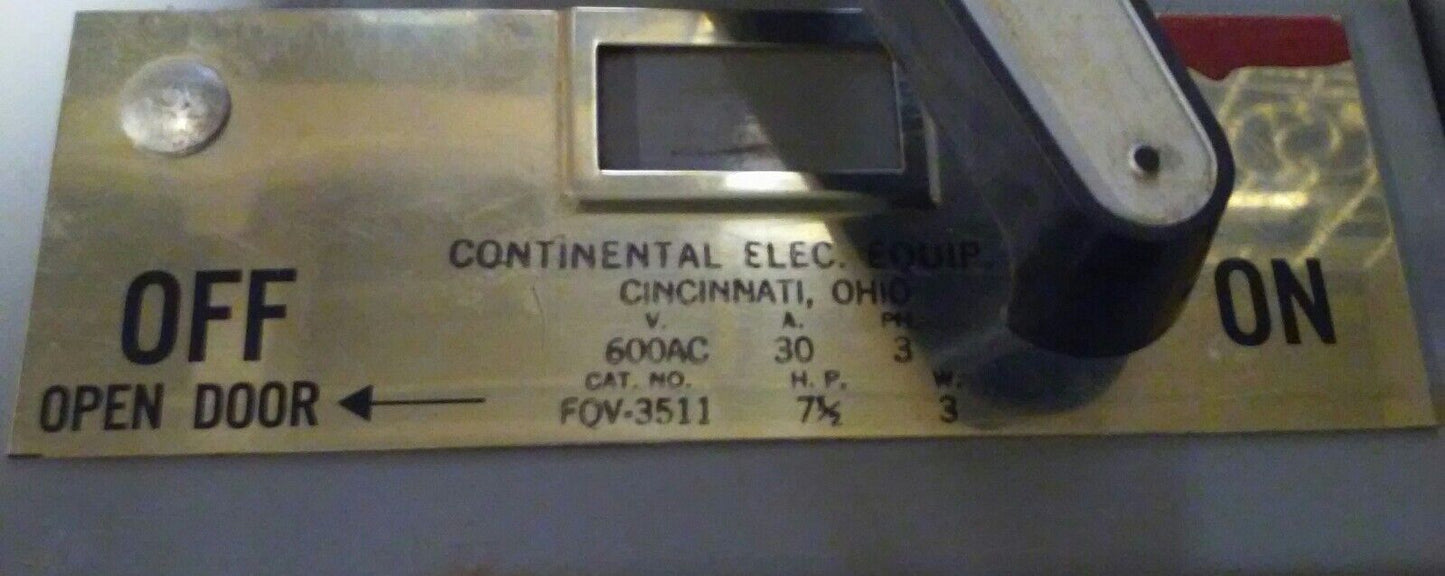 CONTINENTAL ELEC. EQUIP.
CINCINNATI, OHIO
OFF
ON
V. A. PH.
600AC 30 3
CAT. NO. H. P. W.
OPEN DOOR
FQV-3511 7½ 3